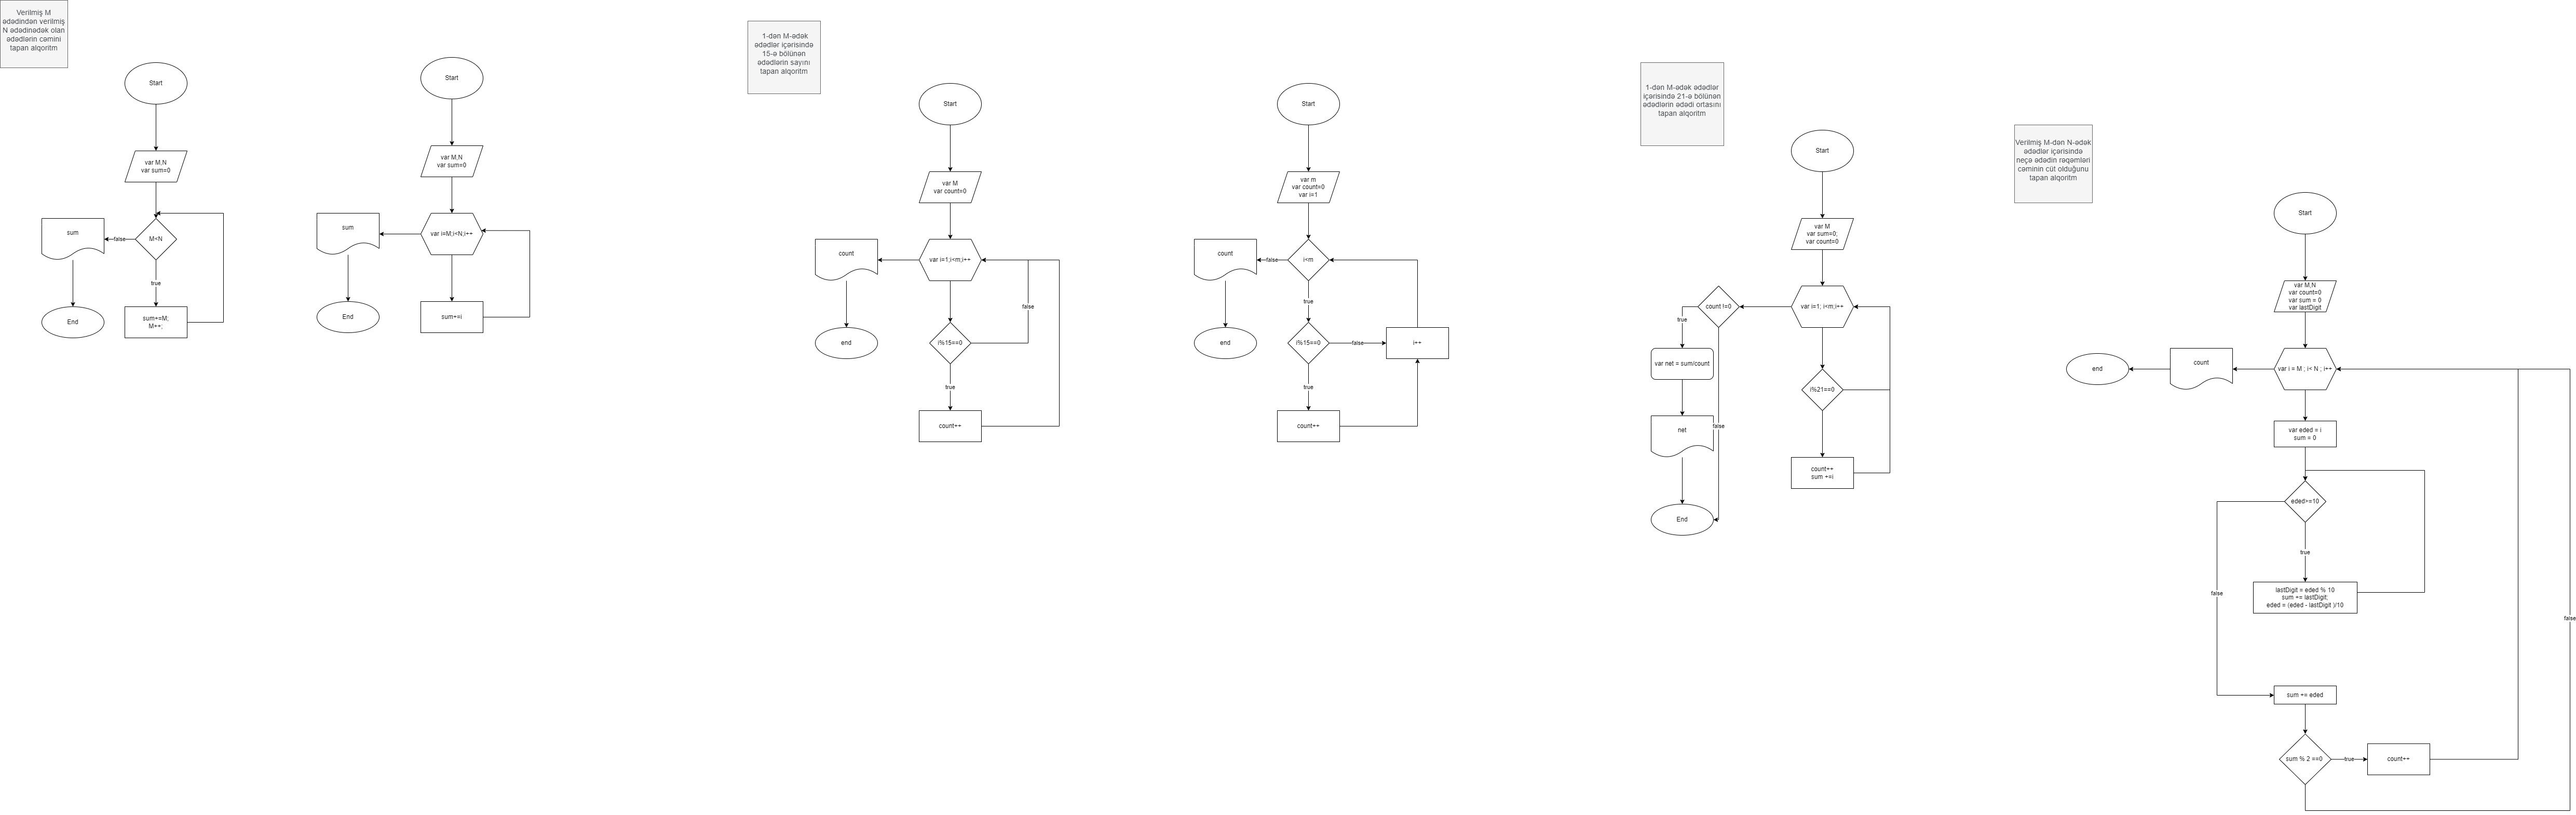 Verilmiş M
ədədindən verilmiş
N ədədinədək olan
ədədlərin cəmini
tapan alqoritm
Start
var M,N
var sum=0
M<N
false
sum
End
true
sum+=M;
M++;
Start
var M,N
var sum=0
var i=M;i<N;i++
sum
End
sum+=i
1-dən M-ədək
ədədlər içərisində
15-ə bölünən
ədədlərin sayını
tapan alqoritm
Start
var M
var count=0
var i=1;i<m;i++
count
end
i%15==0
false
true
count++
Start
var m
var count=0
var i=1
i<m
false
count
end
true
i%15==0
false
i++
true
count++
1-dən M-ədək ədədlər
içərisində 21-ə bölünən
ədədlərin ədədi ortasını
tapan alqoritm
Start
var M
var sum=0;
var count=0
var i=1; i<m;i++
count !=0
true
var net = sum/count
net
false
End
i%21==0
count++
sum +=i
Verilmiş M-dən N-ədək
ədədlər içərisində
neçə ədədin rəqəmləri
cəminin cüt olduğunu
tapan alqoritm
Start
var M,N
var count=0
var sum = 0
var lastDigit
var i = M ; i< N ; i++
count
end
var eded = i
sum = 0
eded>=10
true
false
lastDigit = eded % 10
sum += lastDigit;
eded = (eded - lastDigit )/10
false
sum += eded
sum % 2 ==0
true
count++